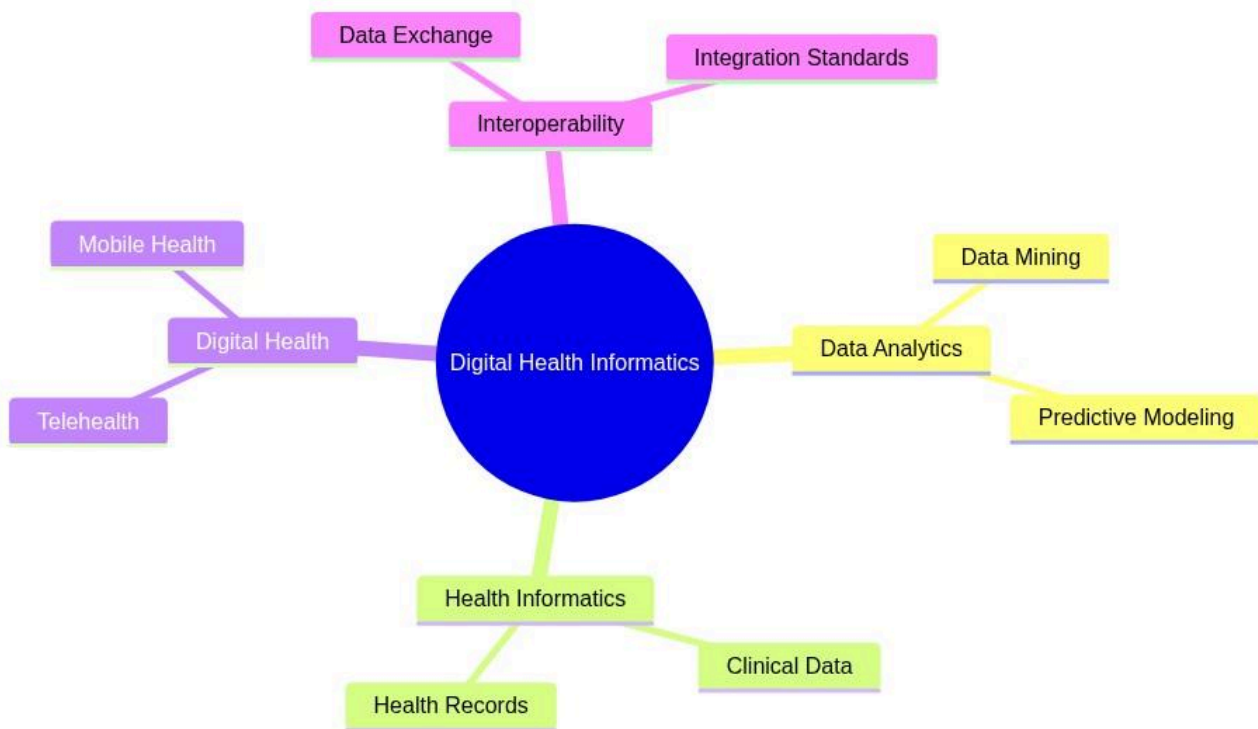 Data Exchange
Integration Standards
Interoperability
Mobile Health
Data Mining
Digital Health
Digital Health Informatics
Data Analytics
Telehealth
Predictive Modeling
Health Informatics
Clinical Data
Health Records